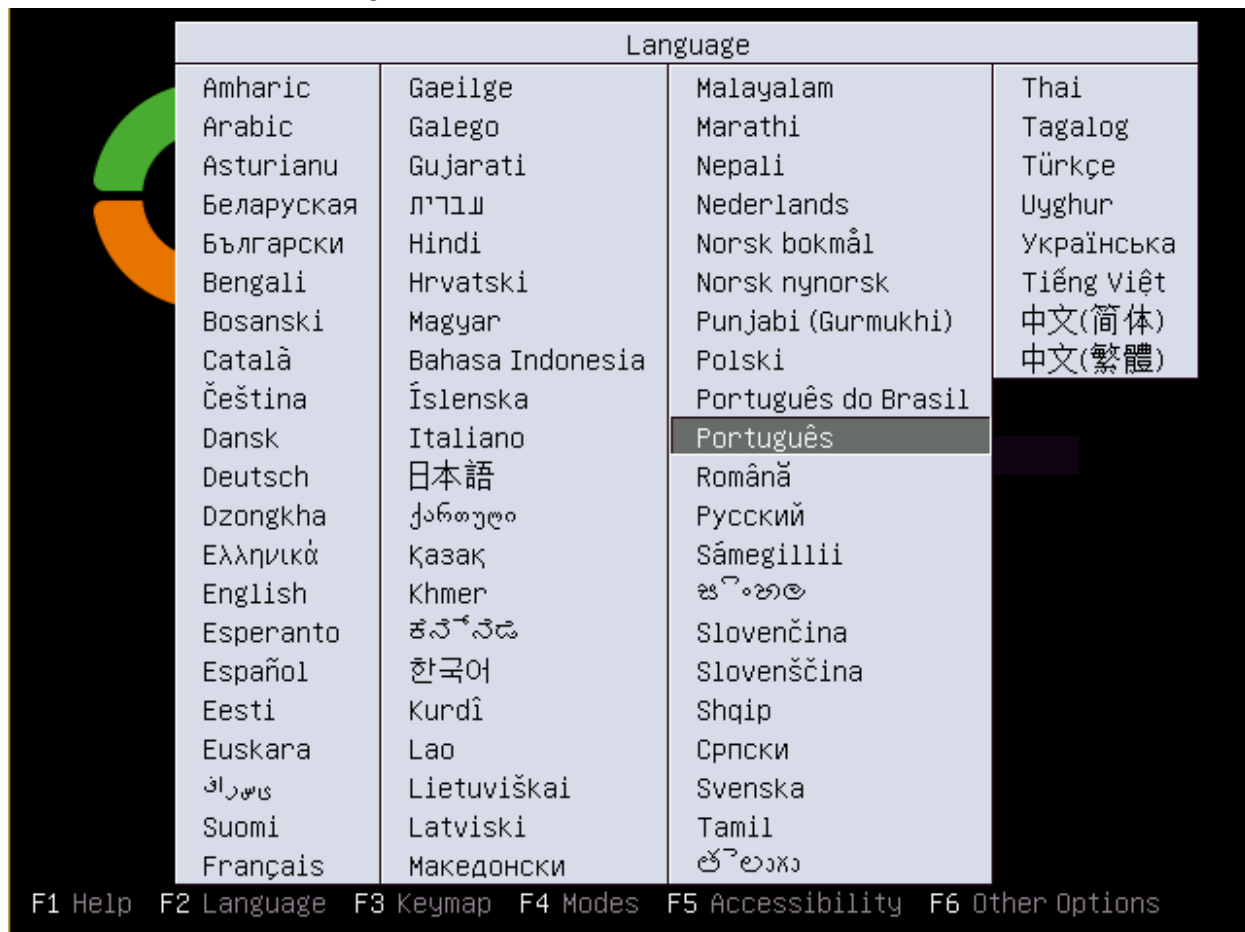 Language
Amharic
Arabic
Asturianu
Беларуская
Български
Bengali
Bosanski
Català
Čeština
Dansk
Deutsch
Dzongkha
Ελληνικά
English
Esperanto
Español
Eesti
Euskara
فارسی
Suomi
Français
Gaeilge
Galego
Gujarati
עברית
Hindi
Hrvatski
Magyar
Bahasa Indonesia
Íslenska
Italiano
日本語
ქართული
Қазақ
Khmer
ಕನ್ನಡ
한국어
Kurdî
Lao
Lietuviškai
Latviski
Македонски
Malayalam
Marathi
Nepali
Nederlands
Norsk bokmål
Norsk nynorsk
Punjabi (Gurmukhi)
Polski
Português do Brasil
Português
Română
Русский
Sámegillii
සිංහල
Slovenčina
Slovenščina
Shqip
Српски
Svenska
Tamil
తెలుగు
Thai
Tagalog
Türkçe
Uyghur
Українська
Tiếng Việt
中文(简体)
中文(繁體)
F1 Help F2 Language F3 Keymap F4 Modes F5 Accessibility F6 Other Options